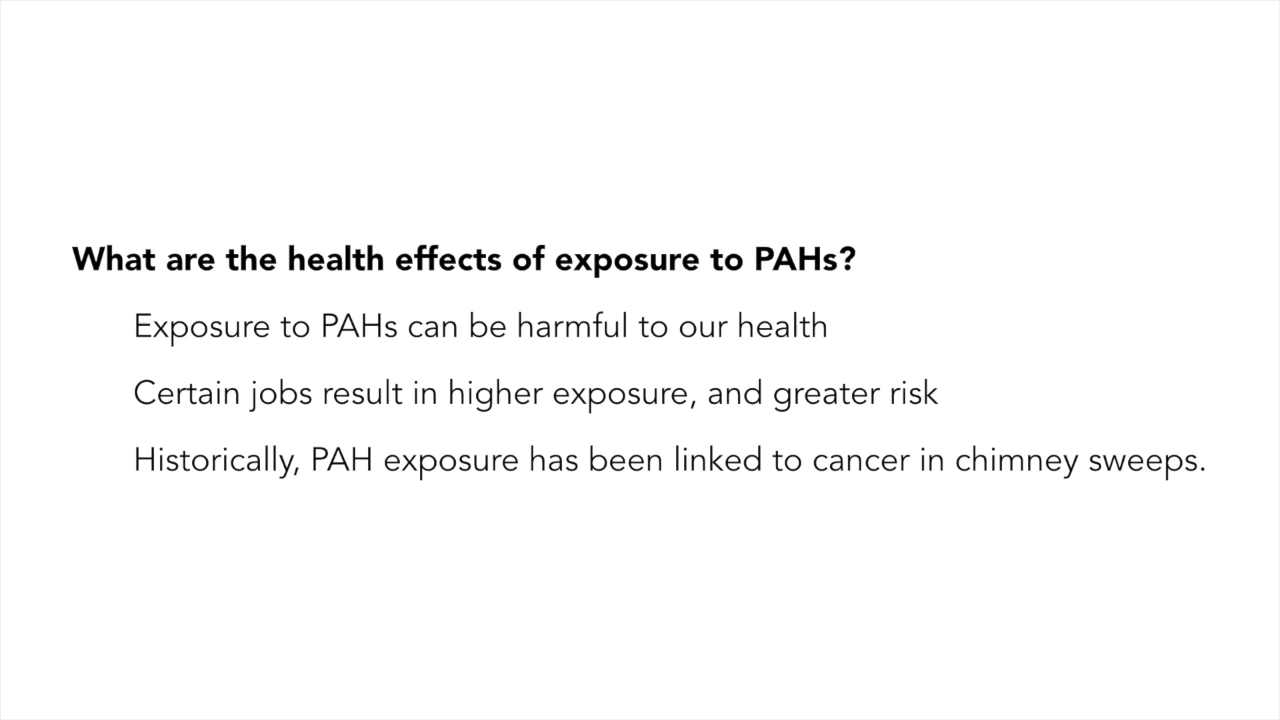 What are the health effects of exposure to PAHs?
Exposure to PAHs can be harmful to our health
Certain jobs result in higher exposure, and greater risk
Historically, PAH exposure has been linked to cancer in chimney sweeps.